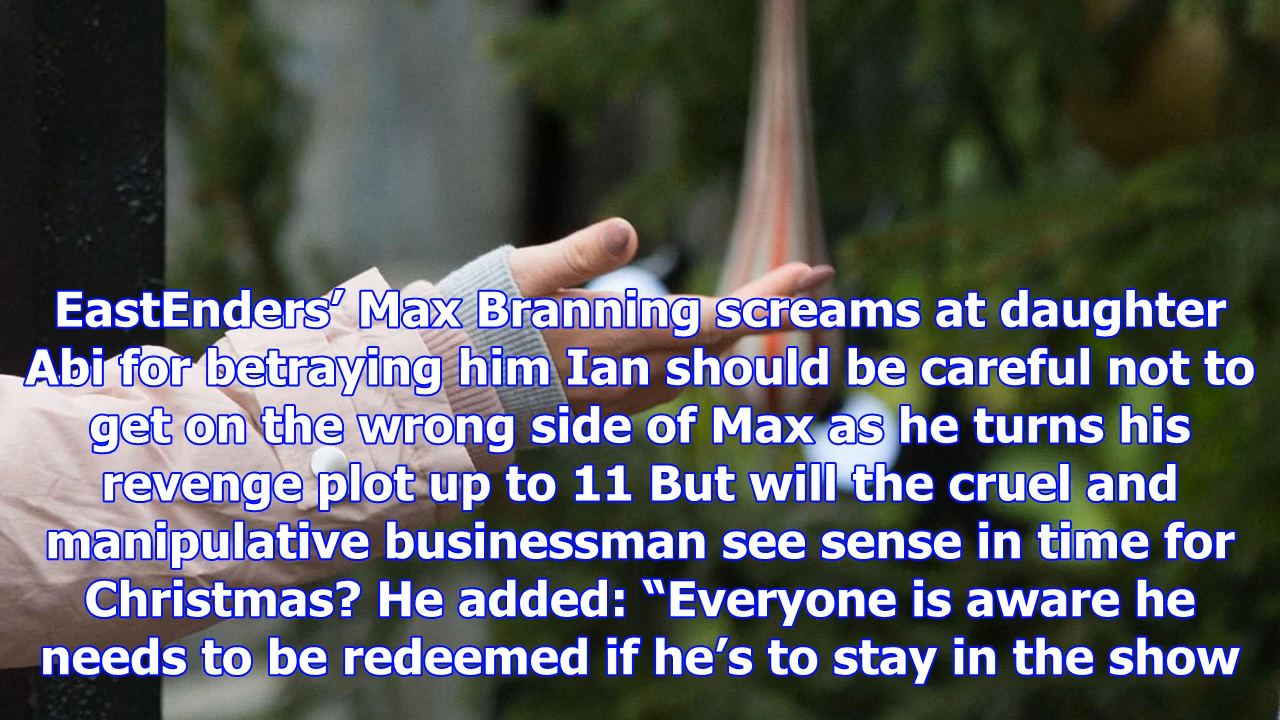 EastEnders’ Max Branning screams at daughter
Abi for betraying him Ian should be careful not to
get on the wrong side of Max as he turns his
revenge plot up to 11 But will the cruel and
manipulative businessman see sense in time for
Christmas? He added: “Everyone is aware he
needs to be redeemed if he’s to stay in the show